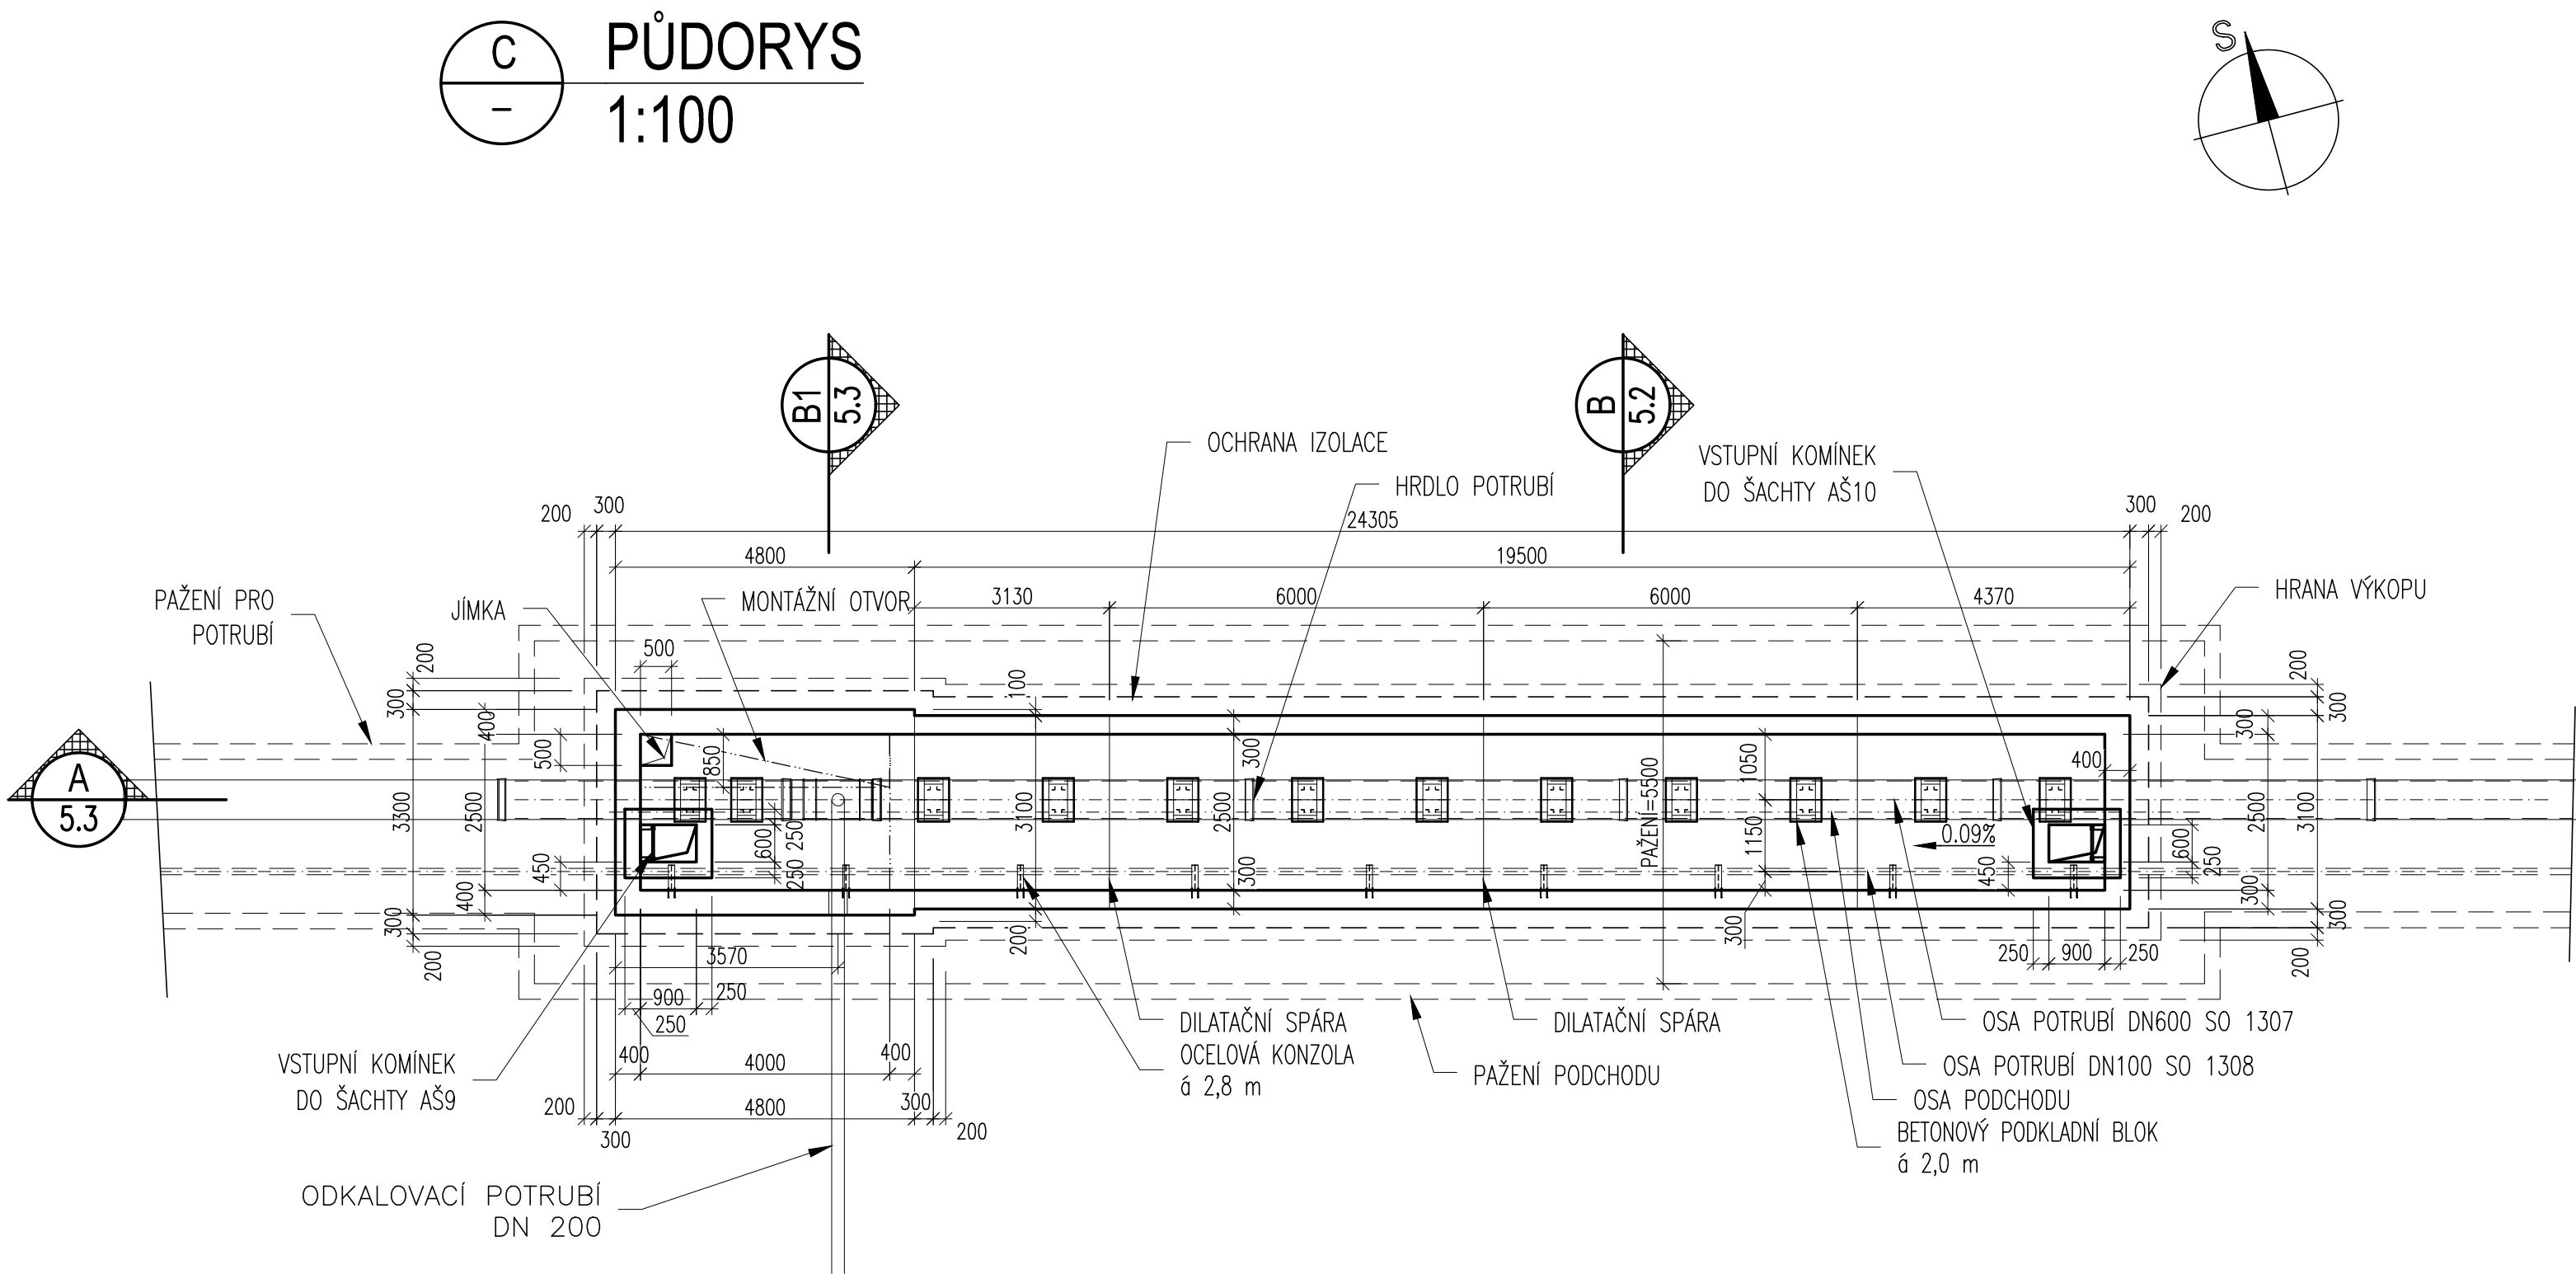 C
PŮDORYS
–
1:100
S
B1
5.3
B
5.2
OCHRANA IZOLACE
HRDLO POTRUBÍ
VSTUPNÍ KOMÍNEK
DO ŠACHTY AŠ10
200
300
24305
300
200
4800
19500
PAŽENÍ PRO
POTRUBÍ
JÍMKA
MONTÁŽNÍ OTVOR
3130
6000
6000
4370
HRANA VÝKOPU
500
200
300
400
500
850
100
300
1050
400
300
200
300
A
5.3
3300
2500
450
400
300
200
600
250
250
3100
2500
300
200
PAŽENÍ=5500
1150
300
0.09%
450
600
250
2500
3100
300
300
200
3570
900
250
250
250
900
250
400
4000
400
VSTUPNÍ KOMÍNEK
DO ŠACHTY AŠ9
200
300
4800
300
200
DILATAČNÍ SPÁRA
OCELOVÁ KONZOLA
á 2,8 m
DILATAČNÍ SPÁRA
PAŽENÍ PODCHODU
OSA POTRUBÍ DN600 SO 1307
OSA POTRUBÍ DN100 SO 1308
OSA PODCHODU
BETONOVÝ PODKLADNÍ BLOK
á 2,0 m
ODKALOVACÍ POTRUBÍ
DN 200